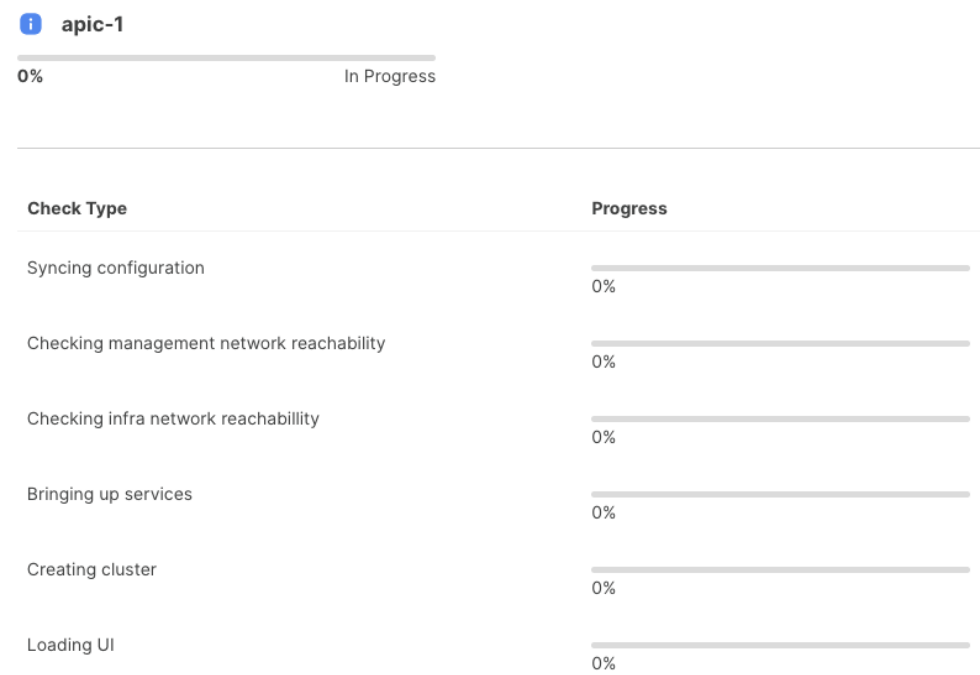 apic-1
0% In Progress
Check Type Progress
Syncing configuration
0%
Checking management network reachability
0%
Checking infra network reachabillity
0%
Bringing up services
0%
Creating cluster
0%
Loading UI
0%